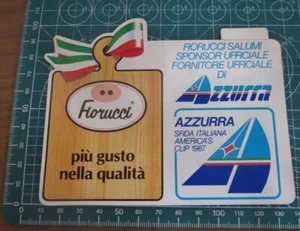 Fiorucci
più gusto
nella qualità
FIORUCCI SALUMI
SPONSOR UFFICIALE
FORNITORE UFFICIALE
DI
Azzurra
AZZURRA
SFIDA ITALIANA
AMERICA'S
CUP 1987